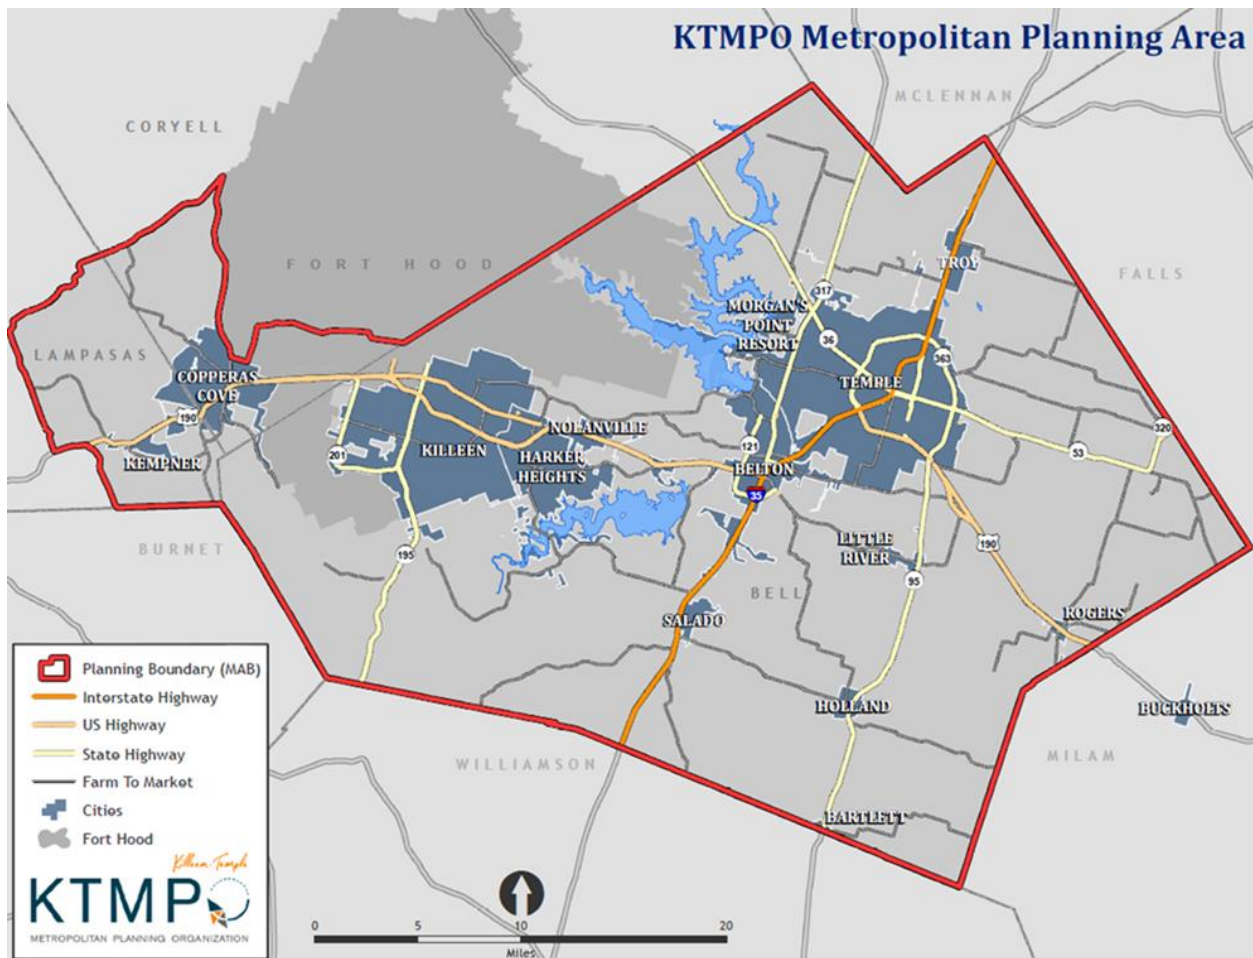 KTMPO Metropolitan Planning Area
MCLENNAN
CORYELL
FORT HOOD
TROY
FALLS
317
MORGAN'S
POINT
RESORT
36
363
LAMPASAS
COPPERAS
COVE
TEMPLE
190
320
NOLANVILLE
121
201
KILLEEN
HARKER
HEIGHTS
53
KEMPNER
BELTON
35
BURNET
195
LITTLE
RIVER
190
95
BELL
ROGERS
SALADO
HOLLAND
BUCKHOLTS
WILLIAMSON
MILAM
BARTLETT
Planning Boundary (MAB)
Interstate Highway
US Highway
State Highway
Farm To Market
Cities
Fort Hood
Killeen-Temple
KTMPO
METROPOLITAN PLANNING ORGANIZATION
0 5 10 20
Miles